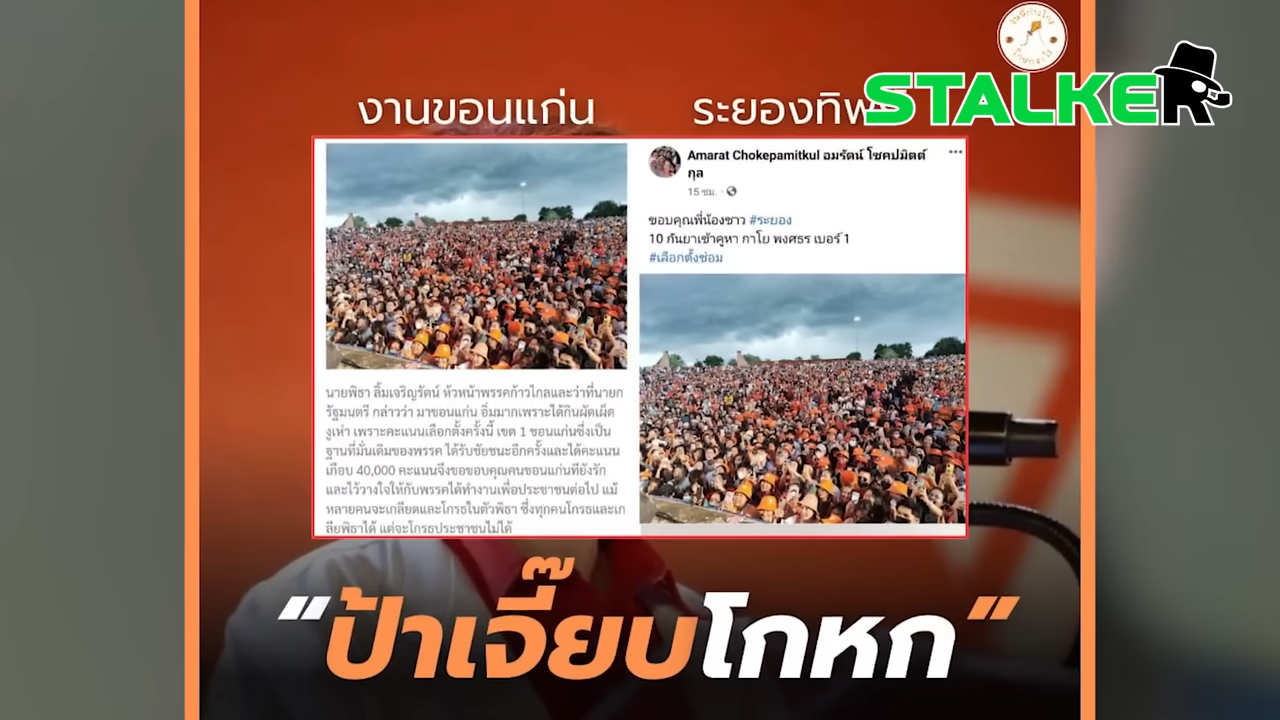 STALKER
งานขอนแก่น
ระยองทิพ
Amarat Chokepamitkul อมรัตน์ โชคปมิตต์
กุล
15 ชม.
ขอบคุณพี่น้องชาว #ระยอง
10 กันยาเข้าคูหา กาโย พงศธร เบอร์ 1
#เลือกตั้งซ่อม
นายพิธา ลิ้มเจริญรัตน์ หัวหน้าพรรคก้าวไกลและว่าที่นายก
รัฐมนตรี กล่าวว่า มาขอนแก่น อิ่มมากเพราะได้กินผัดเผ็ด
งูเห่า เพราะคะแนนเลือกตั้งครั้งนี้ เขต 1 ขอนแก่นซึ่งเป็น
ฐานที่มั่นเดิมของพรรค ได้รับชัยชนะอีกครั้งและได้คะแนน
เกือบ 40,000 คะแนนจึงขอขอบคุณคนขอนแก่นที่ยังรัก
และไว้วางใจให้กับพรรคได้ทำงานเพื่อประชาชนต่อไป แม้
หลายคนจะเกลียดและโกรธในตัวพิธา ซึ่งทุกคนโกรธและเก
ลียพิธาได้ แต่จะโกรธประชาชนไม่ได้
“ป้าเจี๊ยบโกหก”